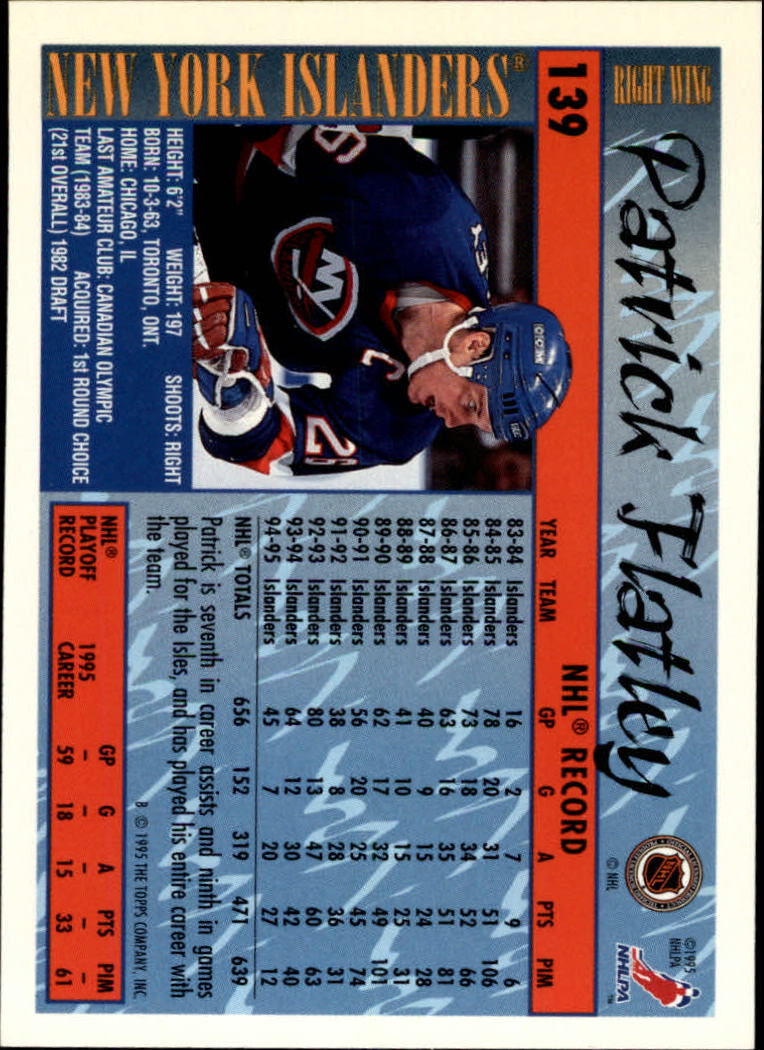 RIGHT WING
Patrick Flatley
©1995
NHLPA
NHLPA
™
NHL
© NHL
139
NHL® RECORD
NEW YORK ISLANDERS®
CCM
C
26
HEIGHT: 6'2" WEIGHT: 197 SHOOTS: RIGHT
BORN: 10-3-63, TORONTO, ONT.
HOME: CHICAGO, IL
LAST AMATEUR CLUB: CANADIAN OLYMPIC
TEAM (1983-84) ACQUIRED: 1st ROUND CHOICE
(21st OVERALL) 1982 DRAFT
YEAR TEAM GP G A PTS PIM
83-84 Islanders 16 2 7 9 6
84-85 Islanders 78 20 31 51 106
85-86 Islanders 73 18 34 52 66
86-87 Islanders 63 16 35 51 81
87-88 Islanders 40 9 15 24 28
88-89 Islanders 41 10 15 25 31
89-90 Islanders 62 17 32 49 101
90-91 Islanders 56 20 25 45 74
91-92 Islanders 38 8 28 36 31
92-93 Islanders 80 13 47 60 63
93-94 Islanders 64 12 30 42 40
94-95 Islanders 45 7 20 27 12
NHL® TOTALS 656 152 319 471 639
Patrick is seventh in career assists and ninth in games
played for the Isles, and has played his entire career with
the team.
B © 1995 THE TOPPS COMPANY, INC.
NHL® GP G A PTS PIM
PLAYOFF 1995 – – – – –
RECORD CAREER 59 18 15 33 61